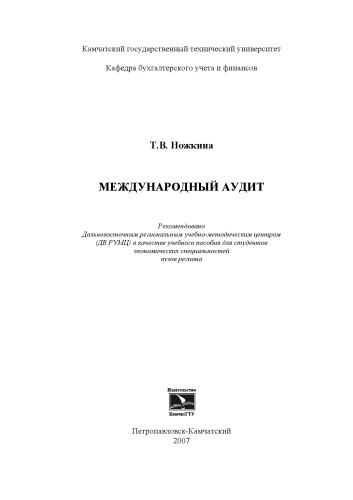 Камчатский государственный технический университет
Кафедра бухгалтерского учета и финансов
Т.В. Ножкина
МЕЖДУНАРОДНЫЙ АУДИТ
Рекомендовано
Дальневосточным региональным учебно-методическим центром
(ДВ РУМЦ) в качестве учебного пособия для студентов
экономических специальностей
вузов региона
Издательство
КамчатГТУ
Петропавловск-Камчатский
2007